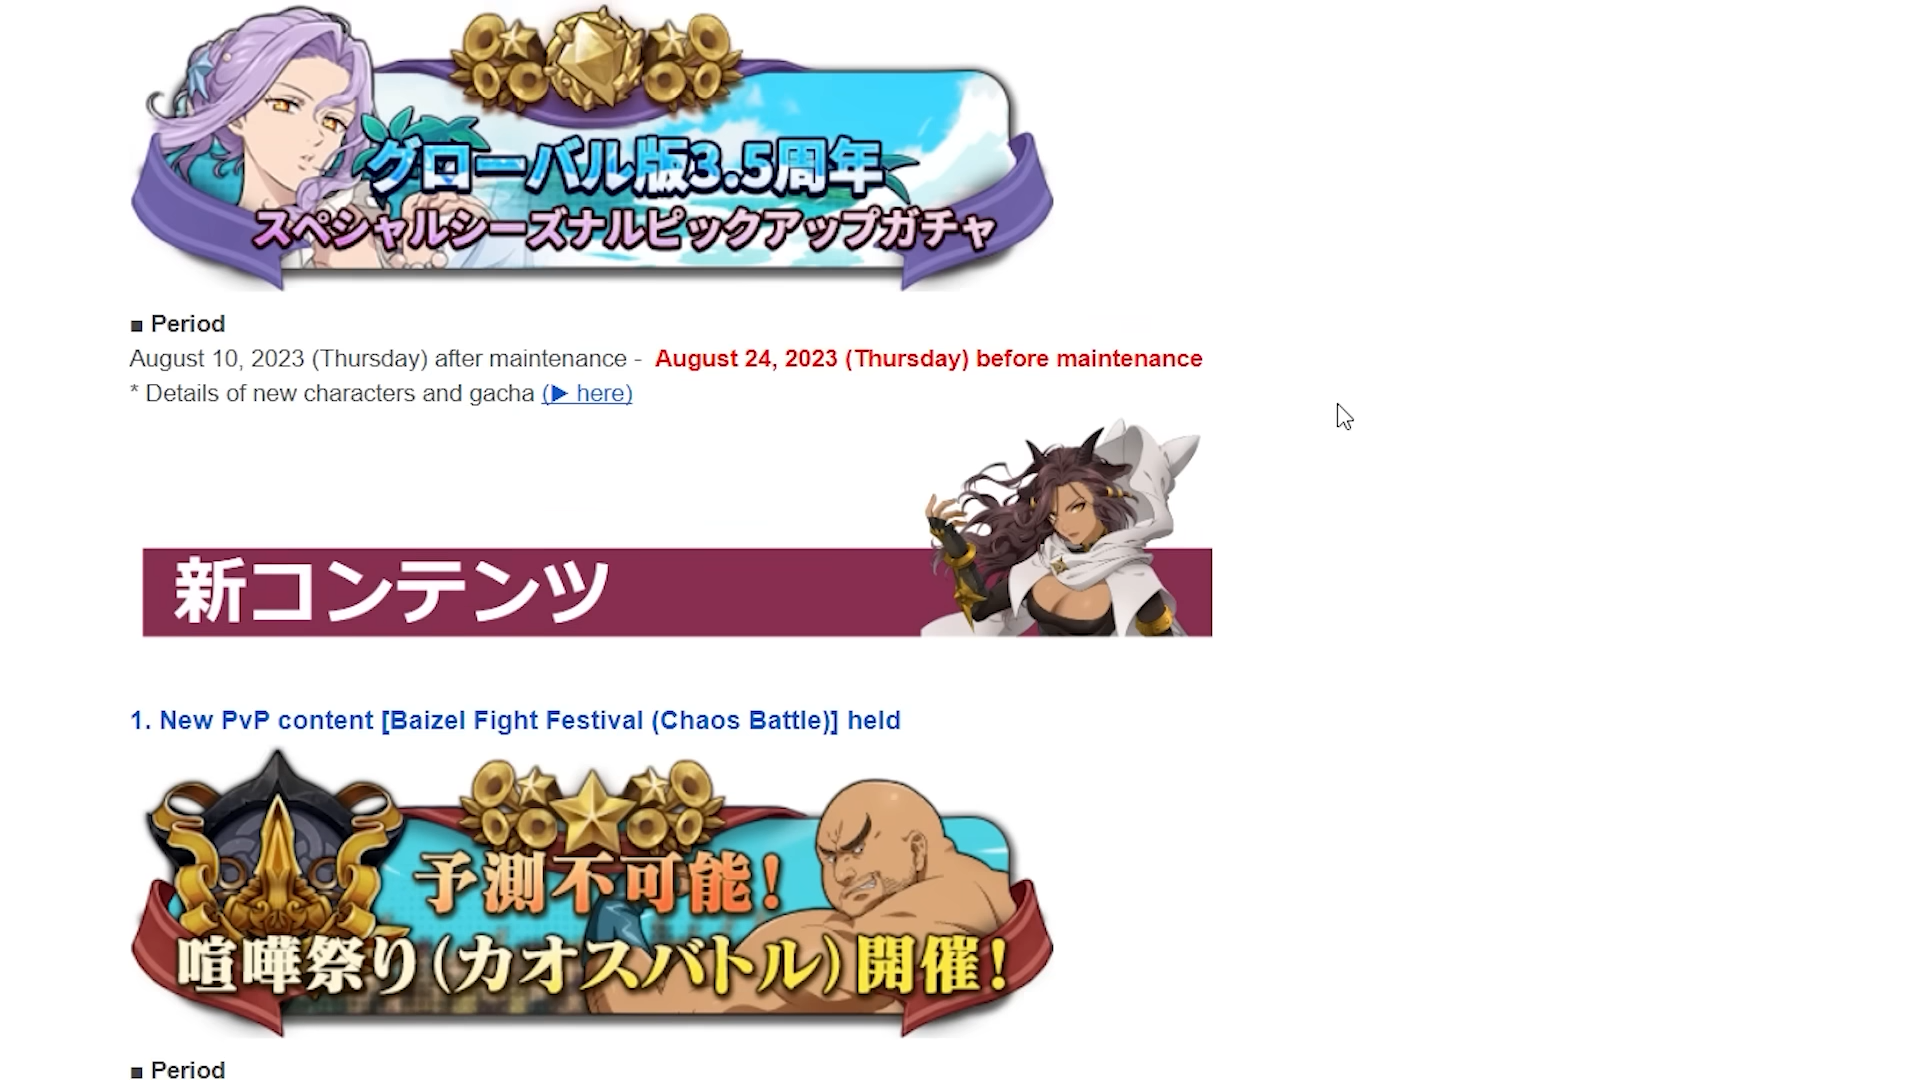 グローバル版3.5周年
スペシャルシーズナルピックアップガチャ
■ Period
August 10, 2023 (Thursday) after maintenance - August 24, 2023 (Thursday) before maintenance
* Details of new characters and gacha (▶ here)
新コンテンツ
1. New PvP content [Baizel Fight Festival (Chaos Battle)] held
予測不可能！
喧嘩祭り(カオスバトル)開催！
■ Period